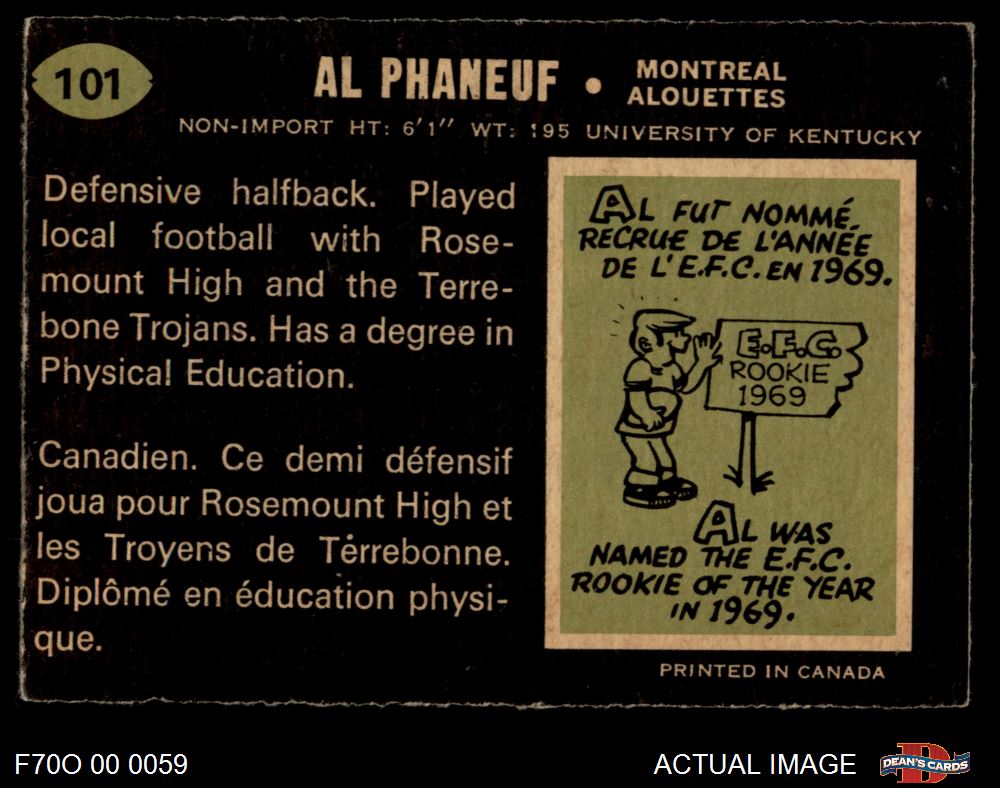 101
AL PHANEUF • MONTREAL ALOUETTES
NON-IMPORT HT: 6'1" WT: 195 UNIVERSITY OF KENTUCKY
Defensive halfback. Played
local football with Rose-
mount High and the Terre-
bone Trojans. Has a degree in
Physical Education.
Canadien. Ce demi défensif
joua pour Rosemount High et
les Troyens de Térrebonne.
Diplômé en éducation physi-
que.
AL FUT NOMMÉ
RECRUE DE L'ANNÉE
DE L'E.F.C. EN 1969.
E.F.C.
ROOKIE
1969
AL WAS
NAMED THE E.F.C.
ROOKIE OF THE YEAR
IN 1969.
PRINTED IN CANADA
F70O 00 0059
ACTUAL IMAGE
D
DEAN'S CARDS